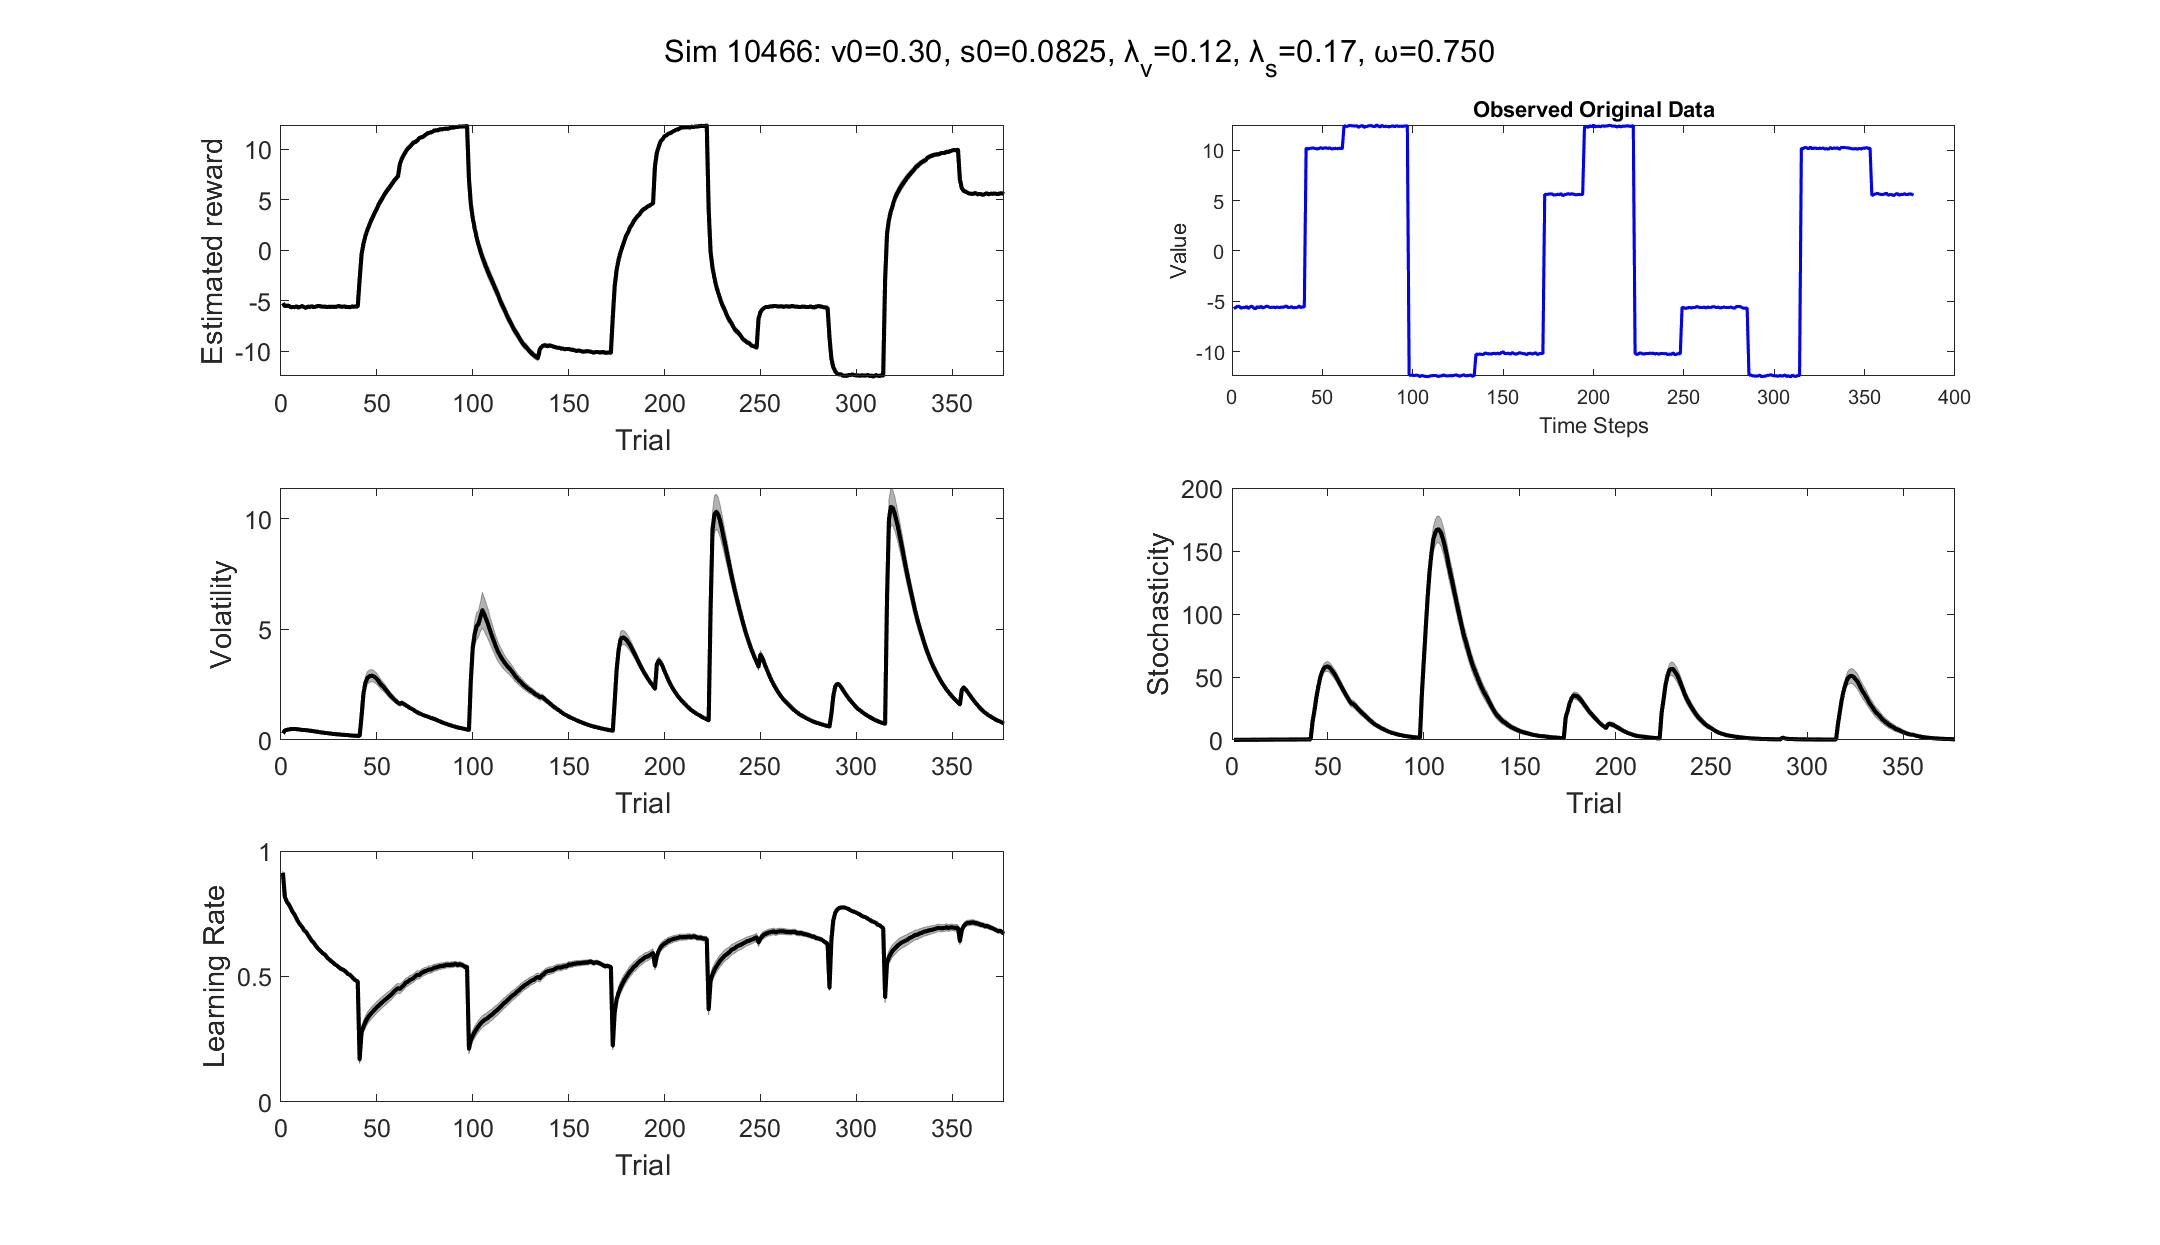 Sim 10466: v0=0.30, s0=0.0825, λ_v=0.12, λ_s=0.17, ω=0.750
Estimated reward
10
5
0
-5
-10
0 50 100 150 200 250 300 350
Trial
Observed Original Data
Value
10
5
0
-5
-10
0 50 100 150 200 250 300 350 400
Time Steps
Volatility
10
5
0
0 50 100 150 200 250 300 350
Trial
Stochasticity
200
150
100
50
0
0 50 100 150 200 250 300 350
Trial
Learning Rate
1
0.5
0
0 50 100 150 200 250 300 350
Trial